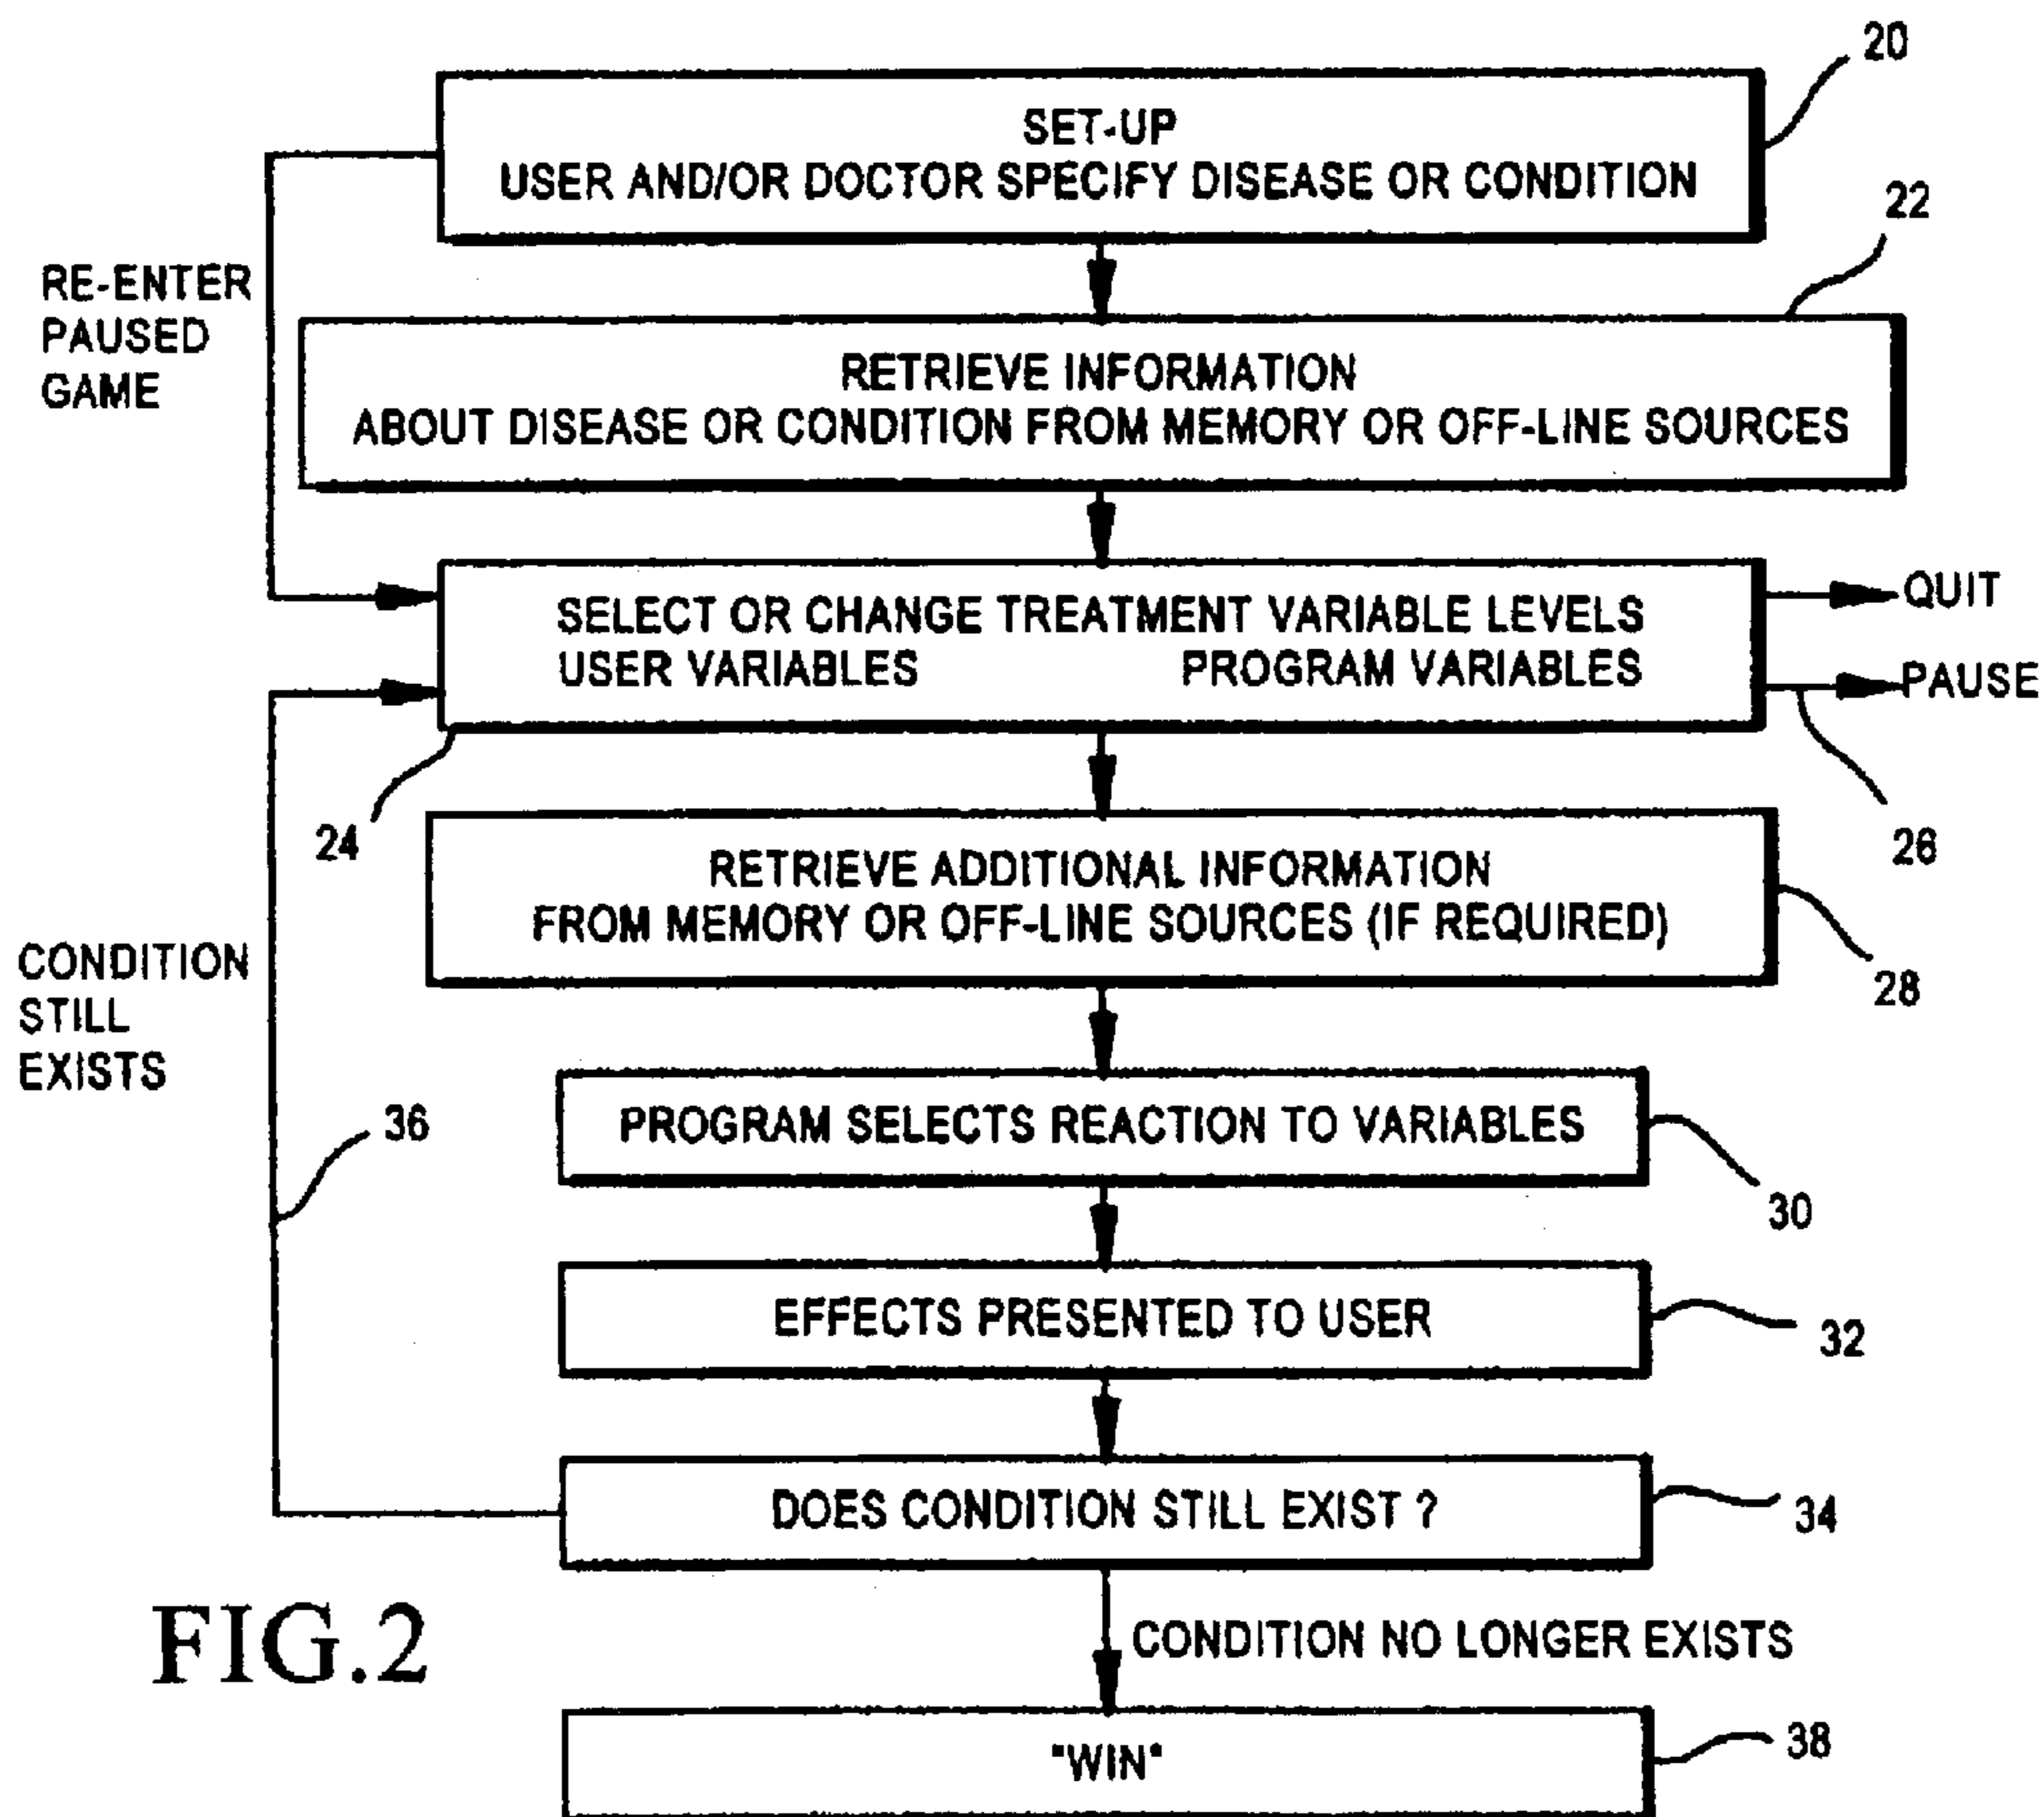 20
SET-UP
USER AND/OR DOCTOR SPECIFY DISEASE OR CONDITION
22
RE-ENTER
PAUSED
GAME
RETRIEVE INFORMATION
ABOUT DISEASE OR CONDITION FROM MEMORY OR OFF-LINE SOURCES
SELECT OR CHANGE TREATMENT VARIABLE LEVELS
USER VARIABLES PROGRAM VARIABLES
QUIT
PAUSE
24
26
RETRIEVE ADDITIONAL INFORMATION
FROM MEMORY OR OFF-LINE SOURCES (IF REQUIRED)
28
CONDITION
STILL
EXISTS
36
PROGRAM SELECTS REACTION TO VARIABLES
30
EFFECTS PRESENTED TO USER
32
DOES CONDITION STILL EXIST ?
34
CONDITION NO LONGER EXISTS
FIG.2
"WIN"
38